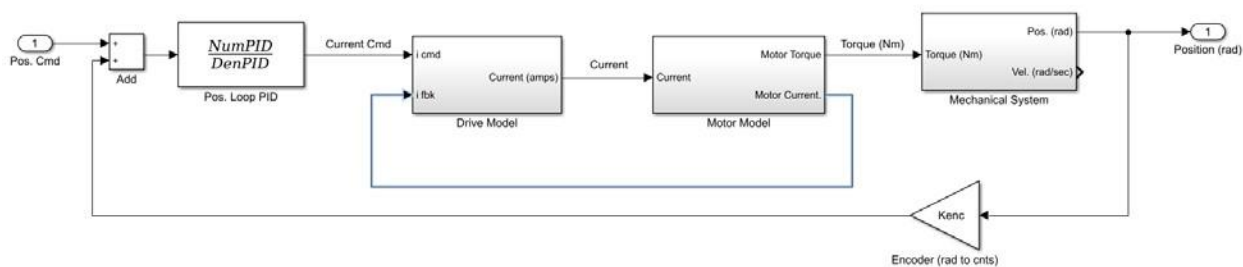 1
Pos. Cmd
+
+
Add
NumPID
DenPID
Pos. Loop PID
Current Cmd
i cmd
Current (amps)
i fbk
Drive Model
Current
Current
Motor Torque
Motor Current.
Motor Model
Torque (Nm)
Torque (Nm)
Pos. (rad)
Vel. (rad/sec)
Mechanical System
1
Position (rad)
Kenc
Encoder (rad to cnts)